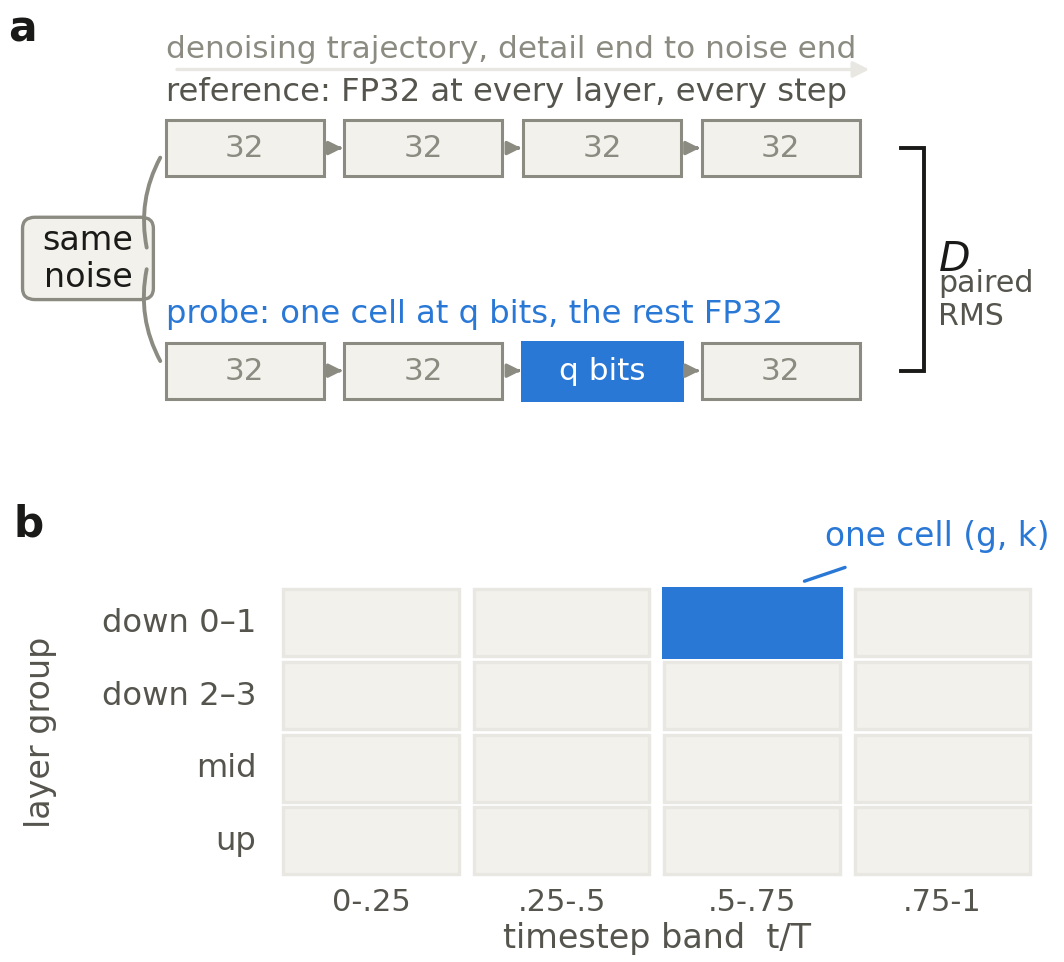 a
denoising trajectory, detail end to noise end
reference: FP32 at every layer, every step
32 32 32 32
same
noise
D
paired
RMS
probe: one cell at q bits, the rest FP32
32 32 q bits 32
b
one cell (g, k)
layer group
down 0–1
down 2–3
mid
up
0-.25 .25-.5 .5-.75 .75-1
timestep band t/T